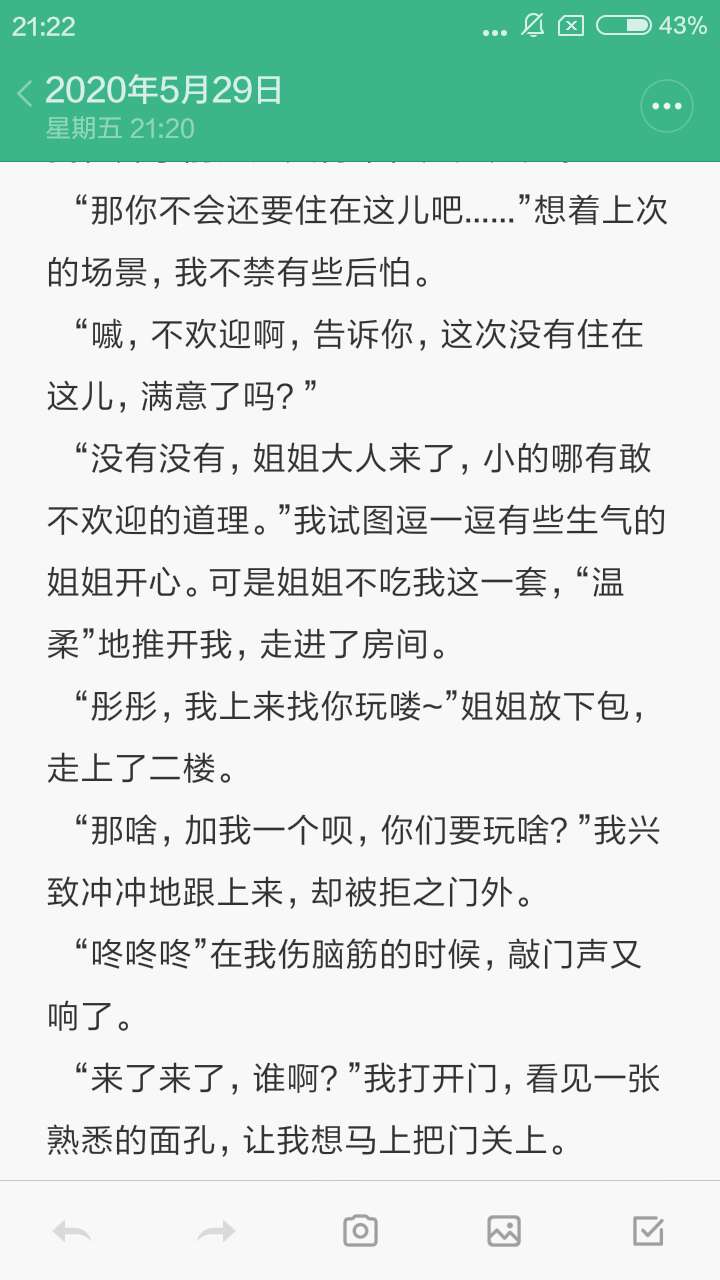 21:22
43%
2020年5月29日
星期五 21:20
“那你不会还要住在这儿吧......”想着上次
的场景，我不禁有些后怕。
“嘁，不欢迎啊，告诉你，这次没有住在
这儿，满意了吗？”
“没有没有，姐姐大人来了，小的哪有敢
不欢迎的道理。”我试图逗一逗有些生气的
姐姐开心。可是姐姐不吃我这一套，“温
柔”地推开我，走进了房间。
“彤彤，我上来找你玩喽~”姐姐放下包，
走上了二楼。
“那啥，加我一个呗，你们要玩啥？”我兴
致冲冲地跟上来，却被拒之门外。
“咚咚咚”在我伤脑筋的时候，敲门声又
响了。
“来了来了，谁啊？”我打开门，看见一张
熟悉的面孔，让我想马上把门关上。